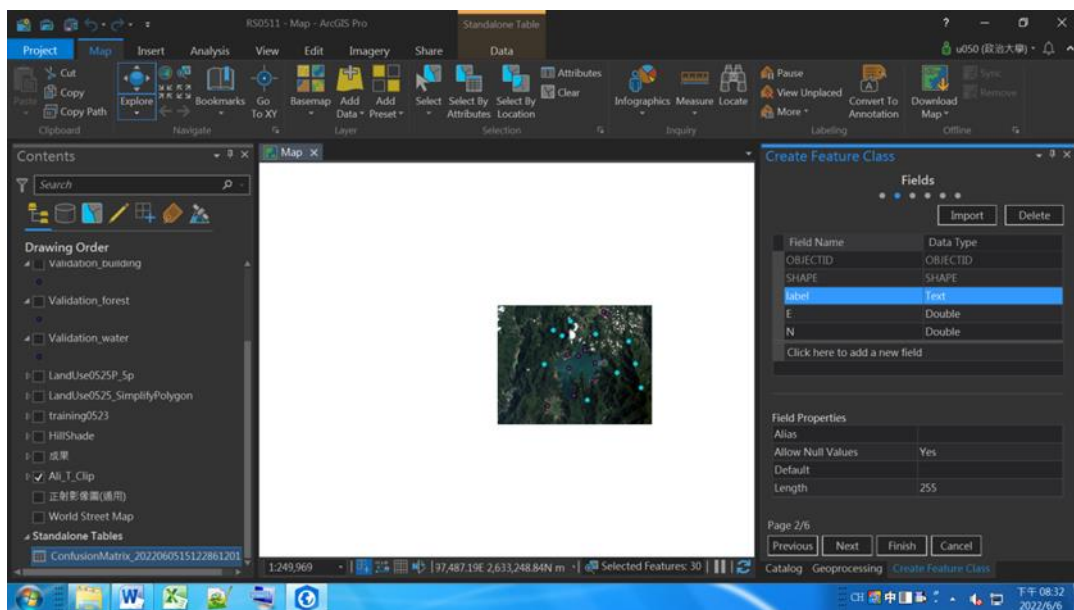 RS0511 - Map - ArcGIS Pro
Standalone Table
?
Project Map Insert Analysis View Edit Imagery Share Data
u050 (政治大學)
Paste
Cut
Copy
Copy Path
Clipboard
Explore
Bookmarks
Go To XY
Navigate
Basemap
Add Data
Add Preset
Layer
Select
Select By Attributes
Select By Location
Attributes
Clear
Selection
Infographics
Measure
Locate
Inquiry
Pause
View Unplaced
More
Convert To Annotation
Labeling
Download Map
Sync
Remove
Offline
Contents
Search
Drawing Order
Validation_building
Validation_forest
Validation_water
LandUse0525P_5p
LandUse0525_SimplifyPolygon
training0523
HillShade
成果
Ali_T_Clip
正射影像圖(通用)
World Street Map
Standalone Tables
ConfusionMatrix_2022060515122861201
Map
1:249,969
97,487.19E 2,633,248.84N m
Selected Features: 30
Create Feature Class
Fields
Import Delete
Field Name Data Type
OBJECTID OBJECTID
SHAPE SHAPE
label Text
E Double
N Double
Click here to add a new field
Field Properties
Alias
Allow Null Values Yes
Default
Length 255
Page 2/6
Previous Next Finish Cancel
Catalog Geoprocessing Create Feature Class
CH 中
下午 08:32
2022/6/6